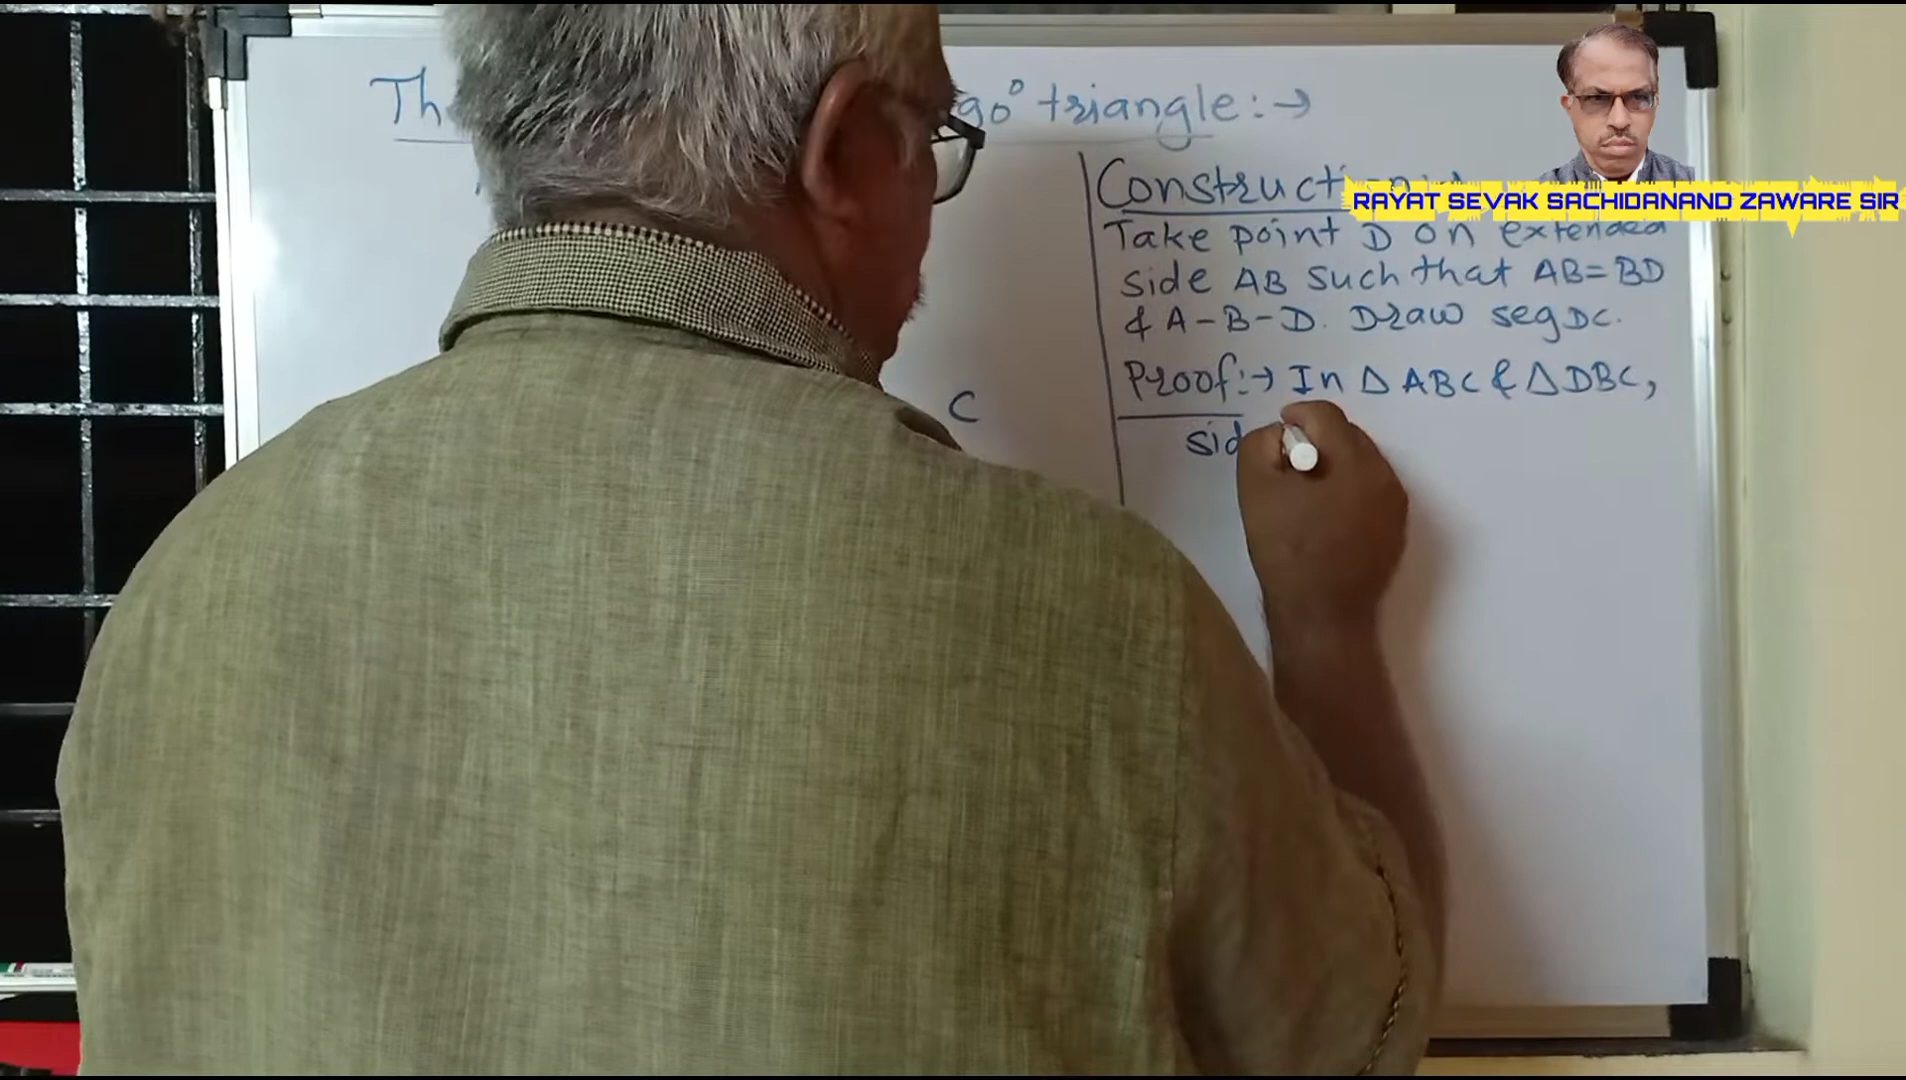 Th 90° triangle:→
Construction
RAYAT SEVAK SACHIDANAND ZAWARE SIR
Take point D on extended
side AB such that AB=BD
& A-B-D. Draw seg DC.
Proof:→ In △ ABC & △DBC,
sid
C